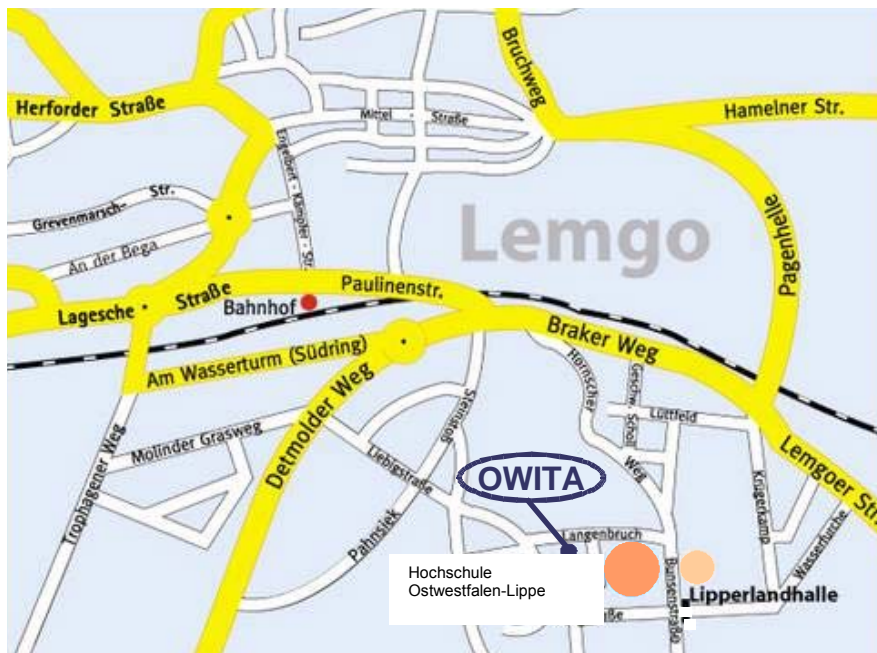 Bruchweg
Herforder Straße
Mittel - Straße
Hamelner Str.
Engelbert - Kämpfer - Str.
Grevenmarsch- Str.
Lemgo
Pagenhelle
An der Bega
Lagesche Straße
Paulinenstr.
Bahnhof
Braker Weg
Am Wasserturm (Südring)
Hornscher Weg
Geschw. Scholl
Detmolder Weg
Steinstoß
Lüttfeld
Molinder Grasweg
Liebigstraße
Lemgoer Str.
Trophagener Weg
OWITA
Krügerkamp
Pahnsiek
Langenbruch
Wasserfurche
Hochschule
Ostwestfalen-Lippe
Bunsenstraße
Lipperlandhalle